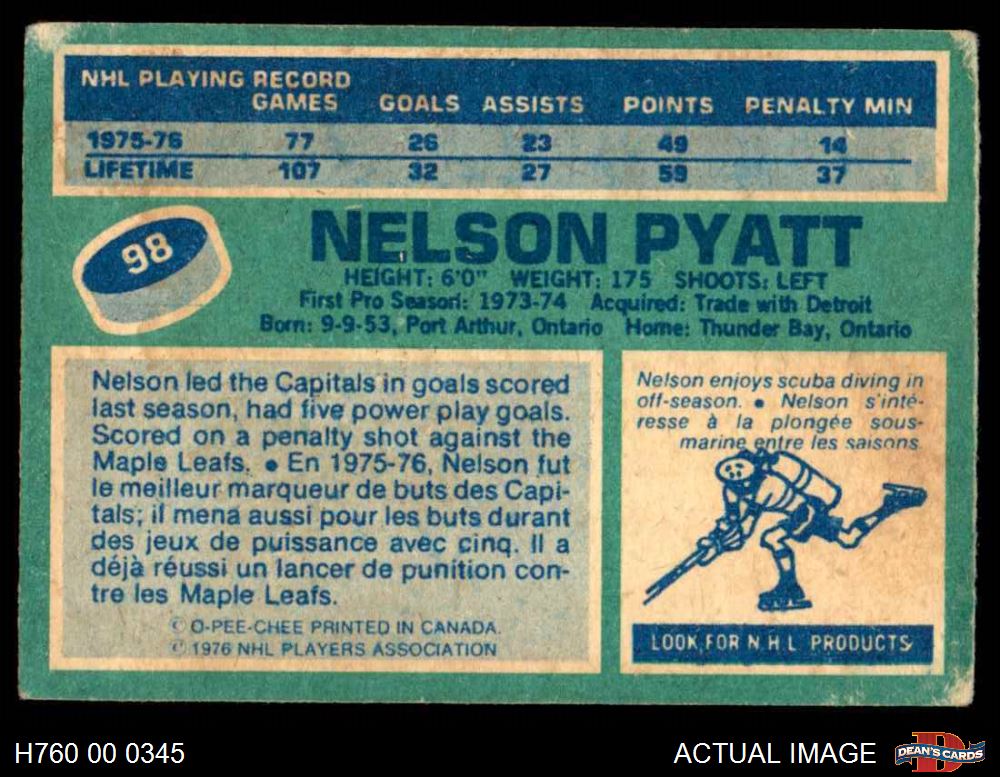 NHL PLAYING RECORD
GAMES GOALS ASSISTS POINTS PENALTY MIN
1975-76 77 26 23 49 14
LIFETIME 107 32 27 59 37
98
NELSON PYATT
HEIGHT: 6'0" WEIGHT: 175 SHOOTS: LEFT
First Pro Season: 1973-74 Acquired: Trade with Detroit
Born: 9-9-53, Port Arthur, Ontario Home: Thunder Bay, Ontario
Nelson led the Capitals in goals scored
last season, had five power play goals.
Scored on a penalty shot against the
Maple Leafs. ● En 1975-76, Nelson fut
le meilleur marqueur de buts des Capi-
tals; il mena aussi pour les buts durant
des jeux de puissance avec cinq. Il a
déjà réussi un lancer de punition con-
tre les Maple Leafs.
© O-PEE-CHEE PRINTED IN CANADA.
© 1976 NHL PLAYERS ASSOCIATION
Nelson enjoys scuba diving in
off-season. ● Nelson s'inté-
resse à la plongée sous-
marine entre les saisons.
LOOK FOR N.H.L PRODUCTS
H760 00 0345
ACTUAL IMAGE
D
DEAN'S CARDS